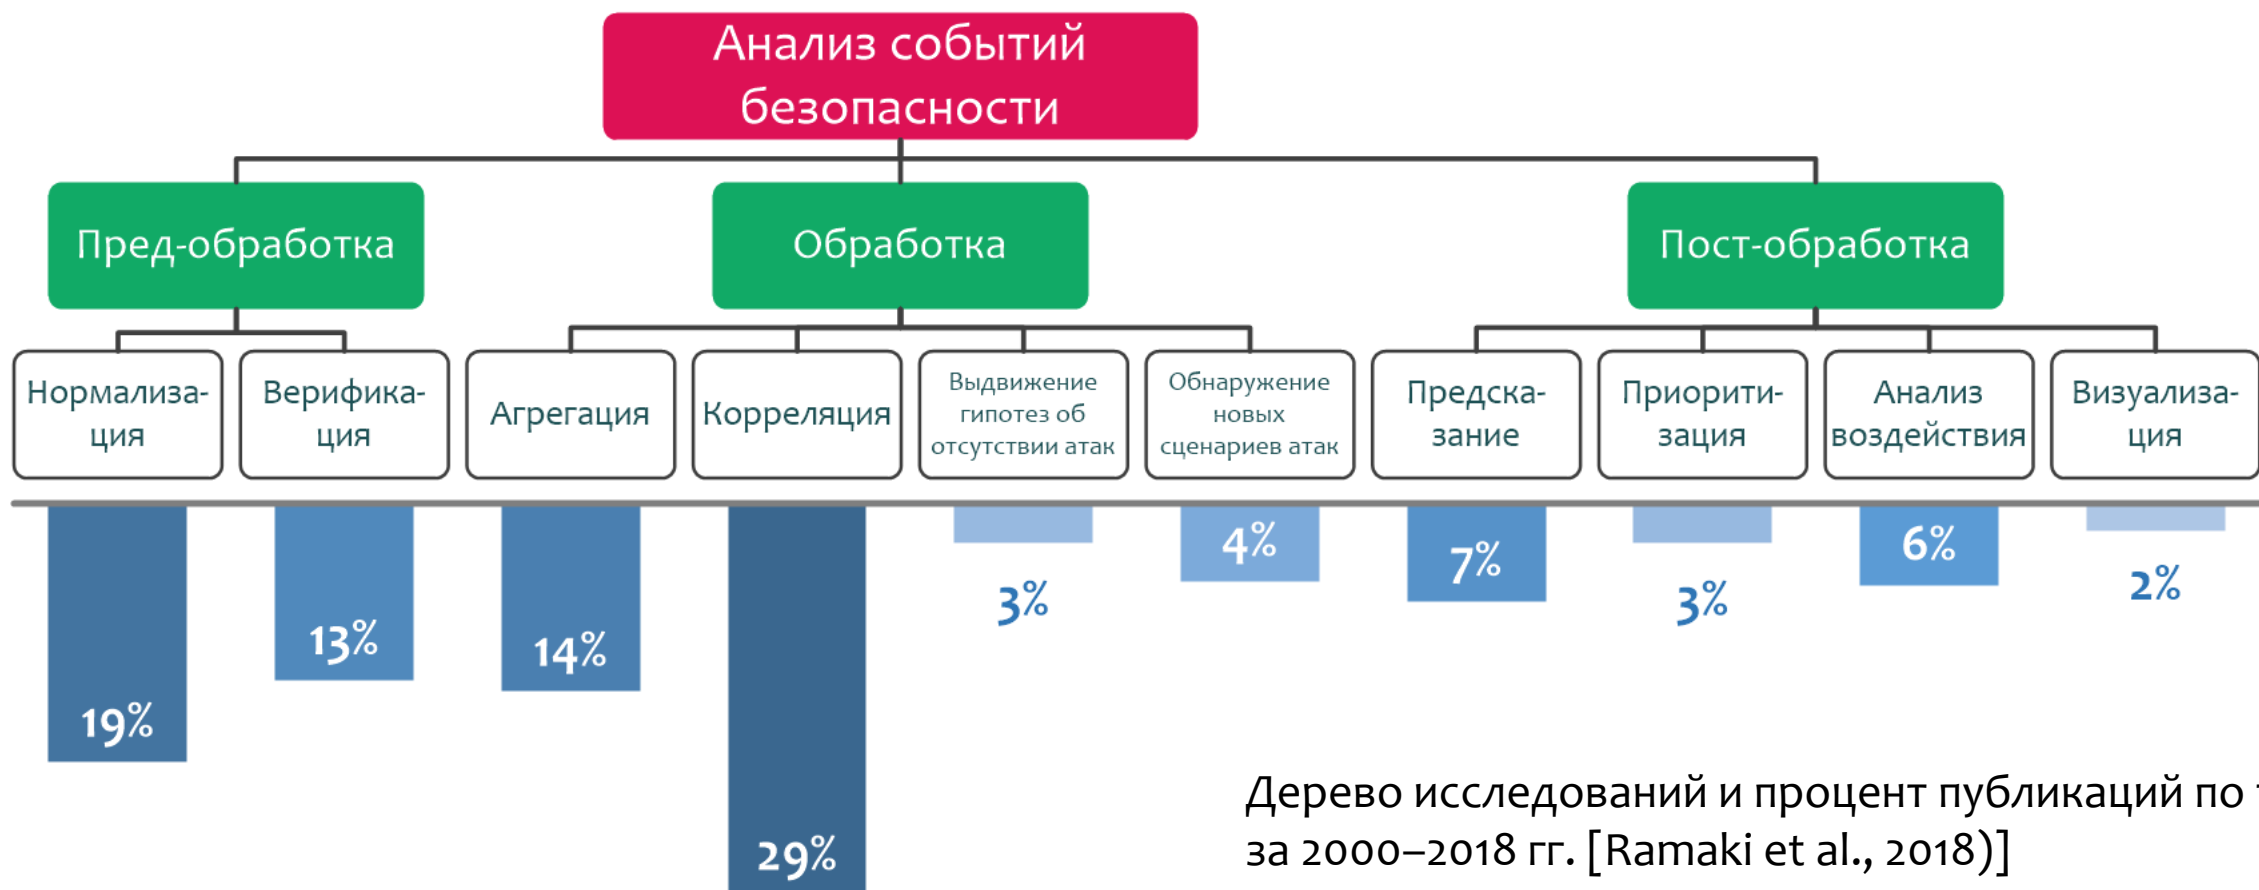 Анализ событий
безопасности
Пред-обработка
Обработка
Пост-обработка
Нормализа-
ция
Верифика-
ция
Агрегация
Корреляция
Выдвижение
гипотез об
отсутствии атак
Обнаружение
новых
сценариев атак
Предска-
зание
Приорити-
зация
Анализ
воздействия
Визуализа-
ция
19%
13%
14%
29%
3%
4%
7%
3%
6%
2%
Дерево исследований и процент публикаций по
за 2000–2018 гг. [Ramaki et al., 2018)]